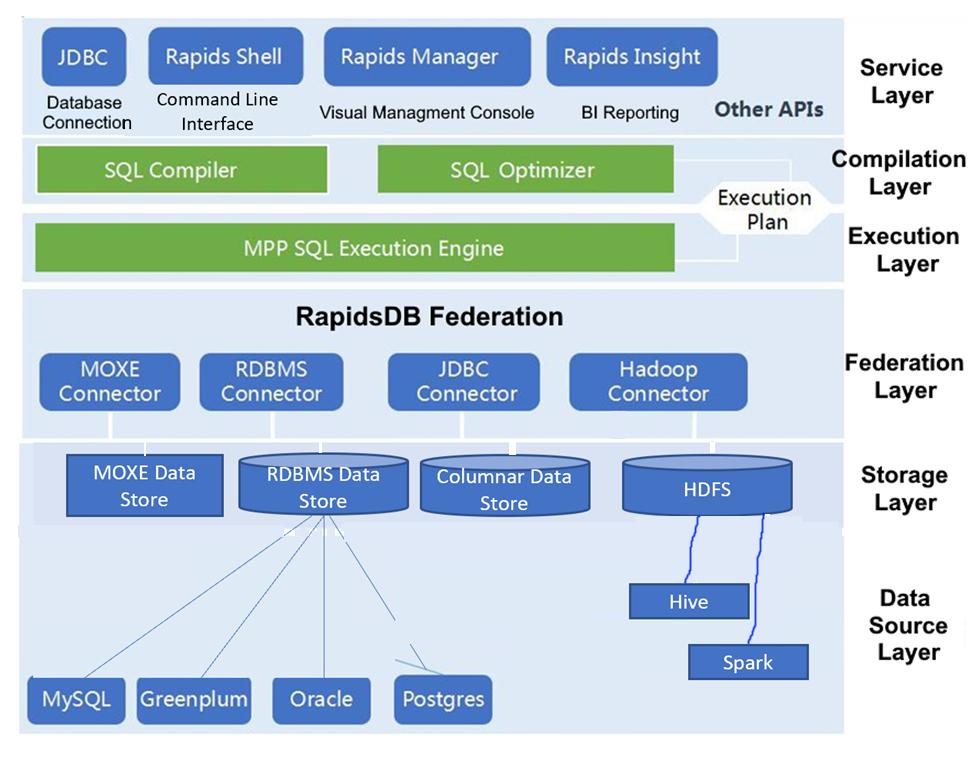 JDBC
Rapids Shell
Rapids Manager
Rapids Insight
Database
Connection
Command Line
Interface
Visual Managment Console
BI Reporting
Other APIs
Service
Layer
SQL Compiler
SQL Optimizer
Compilation
Layer
Execution
Plan
MPP SQL Execution Engine
Execution
Layer
RapidsDB Federation
MOXE
Connector
RDBMS
Connector
JDBC
Connector
Hadoop
Connector
Federation
Layer
MOXE Data
Store
RDBMS Data
Store
Columnar Data
Store
HDFS
Storage
Layer
Hive
Spark
Data
Source
Layer
MySQL
Greenplum
Oracle
Postgres